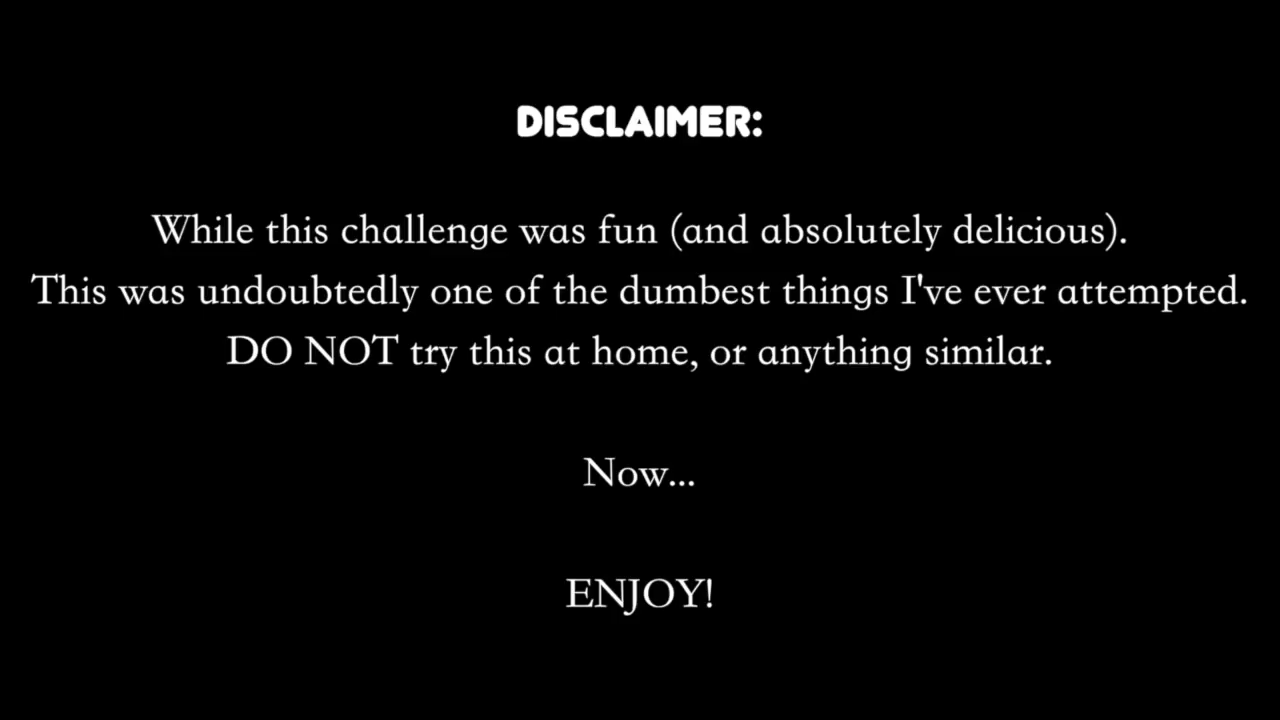 DISCLAIMER:
While this challenge was fun (and absolutely delicious).
This was undoubtedly one of the dumbest things I've ever attempted.
DO NOT try this at home, or anything similar.
Now...
ENJOY!